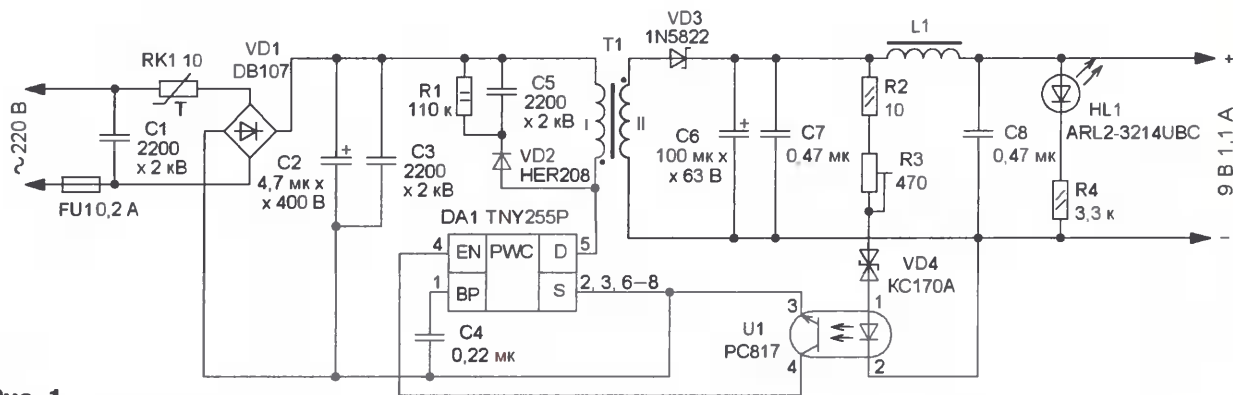 ~220 В
C1
2200
x 2 кВ
FU1 0,2 A
RK1 10
T
VD1
DB107
C2
4,7 мк x
x 400 В
+
C3
2200
x 2 кВ
R1
110 к
C5
2200
x 2 кВ
VD2
HER208
T1
I
II
DA1 TNY255P
4
EN
PWC
D
5
1
BP
S
2, 3, 6–8
C4
0,22 мк
VD3
1N5822
C6
100 мк x
x 63 В
+
C7
0,47 мк
R2
10
R3
470
VD4
КС170А
U1
PC817
3
4
1
2
L1
C8
0,47 мк
HL1
ARL2-3214UBC
R4
3,3 к
+
9 В 1,1 А
–